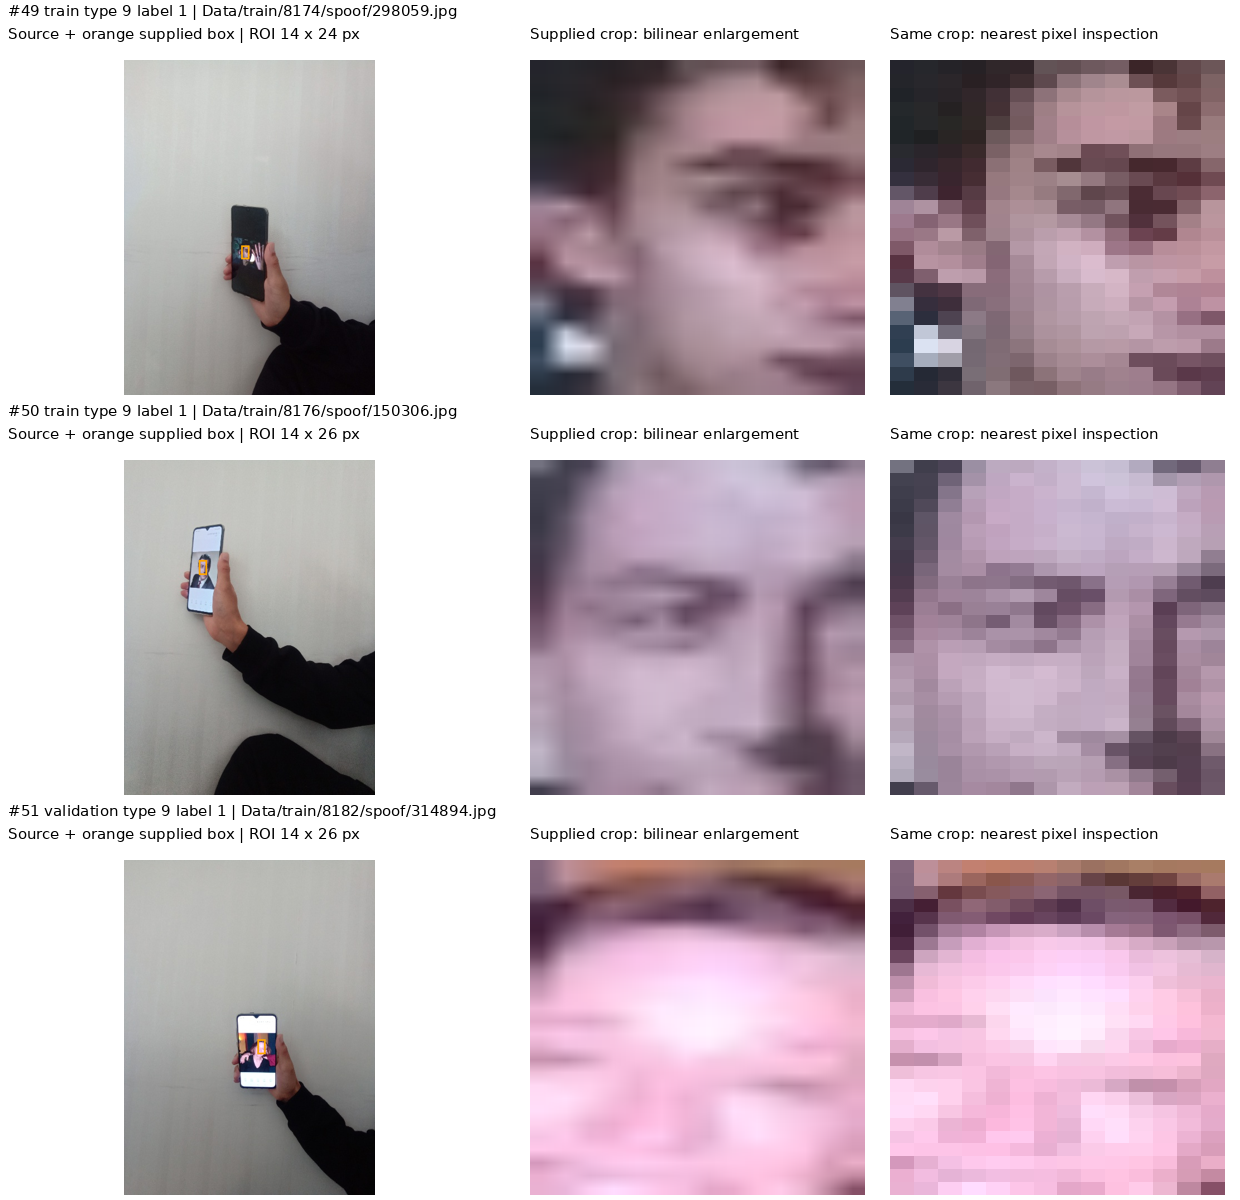 #49 train type 9 label 1 | Data/train/8174/spoof/298059.jpg
Source + orange supplied box | ROI 14 x 24 px
Supplied crop: bilinear enlargement
Same crop: nearest pixel inspection
#50 train type 9 label 1 | Data/train/8176/spoof/150306.jpg
Source + orange supplied box | ROI 14 x 26 px
Supplied crop: bilinear enlargement
Same crop: nearest pixel inspection
#51 validation type 9 label 1 | Data/train/8182/spoof/314894.jpg
Source + orange supplied box | ROI 14 x 26 px
Supplied crop: bilinear enlargement
Same crop: nearest pixel inspection